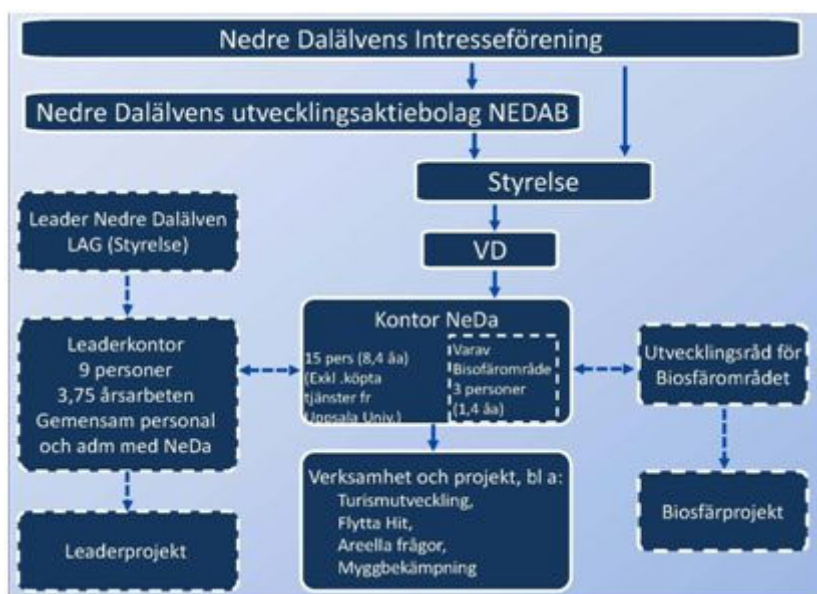 Nedre Dalälvens Intresseförening
Nedre Dalälvens utvecklingsaktiebolag NEDAB
Styrelse
VD
Leader Nedre Dalälven
LAG (Styrelse)
Leaderkontor
9 personer
3,75 årsarbeten
Gemensam personal
och adm med NeDa
Leaderprojekt
Kontor NeDa
15 pers (8,4 åa)
(Exkl .köpta
tjänster fr
Uppsala Univ.)
Varav
Bisofärområde
3 personer
(1,4 åa)
Verksamhet och projekt, bl a:
Turismutveckling,
Flytta Hit,
Areella frågor,
Myggbekämpning
Utvecklingsråd för
Biosfärområdet
Biosfärprojekt